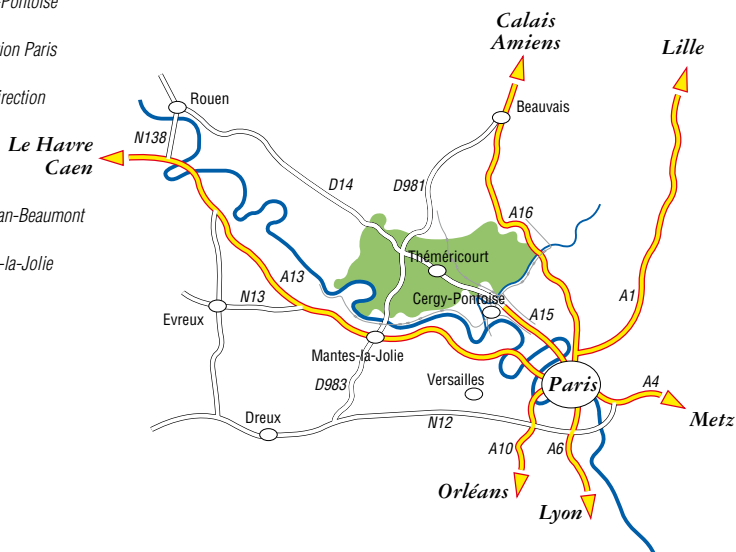 -Pontoise
ion Paris
irection
an-Beaumont
-la-Jolie
Calais
Amiens
Lille
Rouen
Beauvais
N138
Le Havre
Caen
D14
D981
A16
Théméricourt
A13
Cergy-Pontoise
N13
A15
A1
Evreux
Mantes-la-Jolie
D983
Versailles
Paris
A4
Metz
Dreux
N12
A10
A6
Orléans
Lyon